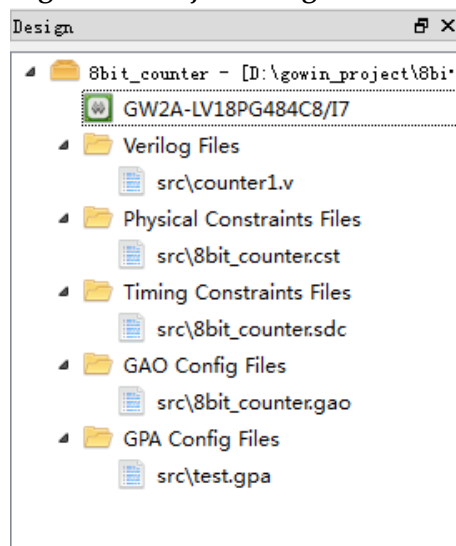 Design
8bit_counter - [D:\gowin_project\8bi
GW2A-LV18PG484C8/I7
Verilog Files
src\counter1.v
Physical Constraints Files
src\8bit_counter.cst
Timing Constraints Files
src\8bit_counter.sdc
GAO Config Files
src\8bit_counter.gao
GPA Config Files
src\test.gpa